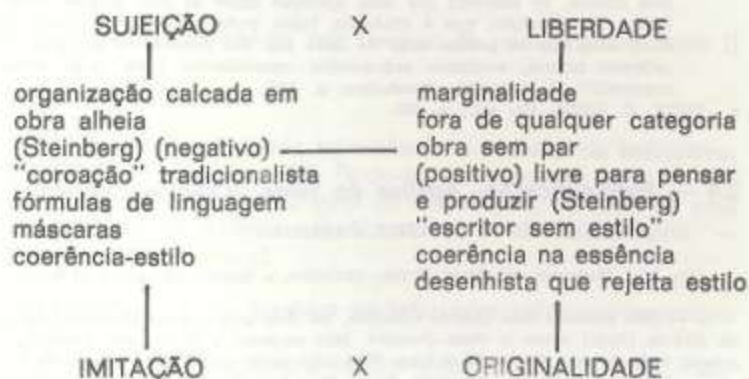 SUJEIÇÃO X LIBERDADE
organização calcada em
obra alheia
(Steinberg) (negativo)
"coroação" tradicionalista
fórmulas de linguagem
máscaras
coerência-estilo
marginalidade
fora de qualquer categoria
obra sem par
(positivo) livre para pensar
e produzir (Steinberg)
"escritor sem estilo"
coerência na essência
desenhista que rejeita estilo
IMITAÇÃO X ORIGINALIDADE